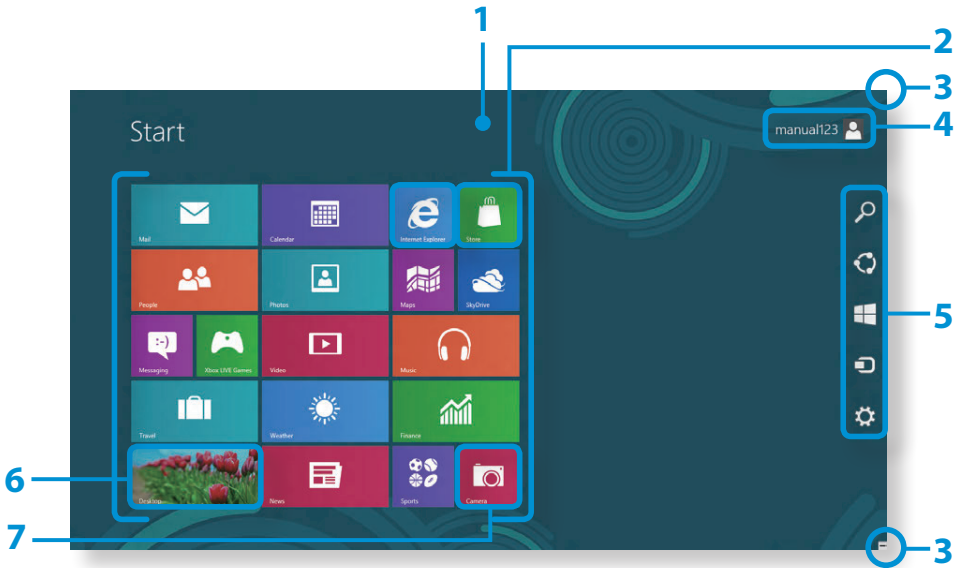 1
2
3
4
manual123
Start
Mail
Calendar
Internet Explorer
Store
People
Photos
Maps
SkyDrive
5
Messaging
Xbox LIVE Games
Video
Music
Travel
Weather
Finance
6
Desktop
News
Sports
Camera
7
3